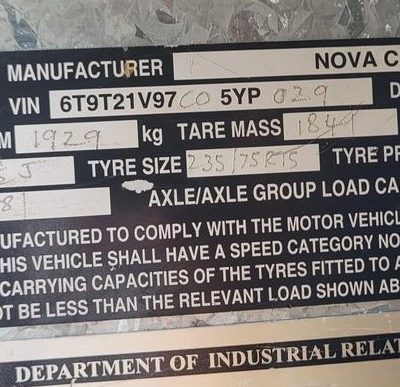 MANUFACTURER NOVA C
VIN 6T9T21V97CO 5YP 029 D
M 1929 kg TARE MASS 1841
J TYRE SIZE 235/75R15 TYRE PR
8 AXLE/AXLE GROUP LOAD CA
UFACTURED TO COMPLY WITH THE MOTOR VEHICL
HIS VEHICLE SHALL HAVE A SPEED CATEGORY NO
CARRYING CAPACITIES OF THE TYRES FITTED TO A
OT BE LESS THAN THE RELEVANT LOAD SHOWN AB
DEPARTMENT OF INDUSTRIAL RELAT